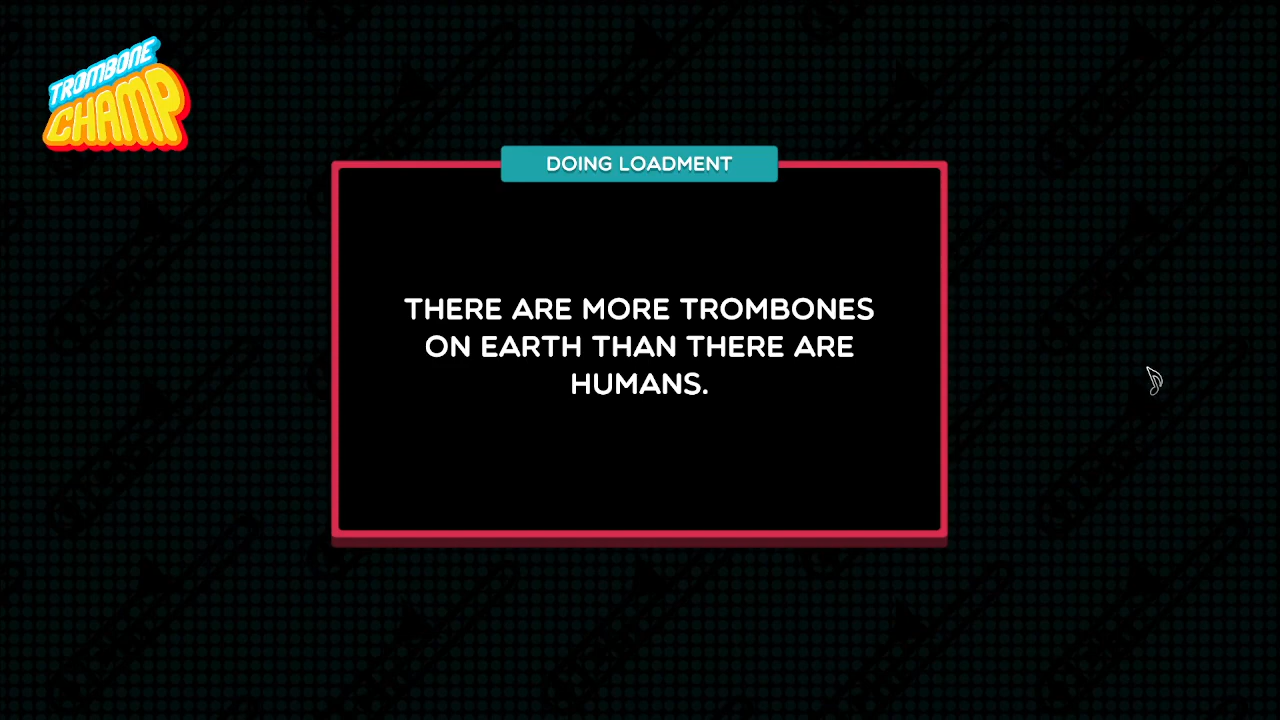 TROMBONE
CHAMP
DOING LOADMENT
THERE ARE MORE TROMBONES
ON EARTH THAN THERE ARE
HUMANS.